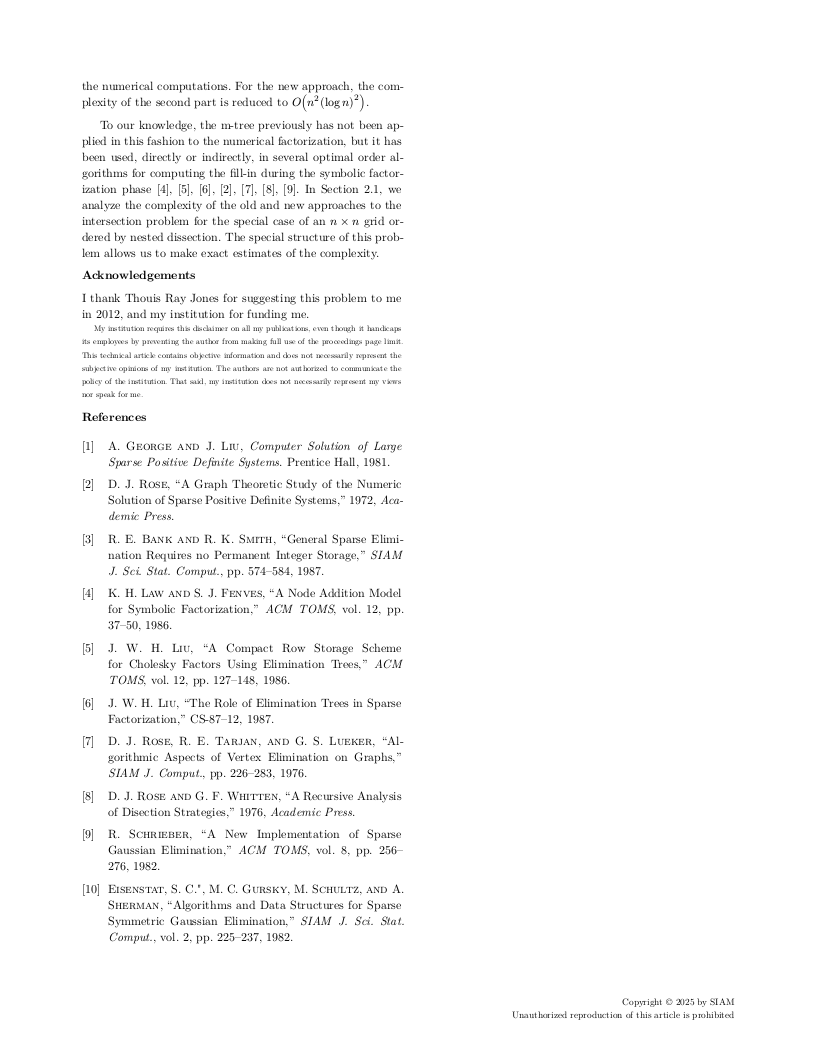 the numerical computations. For the new approach, the com-
plexity of the second part is reduced to O(n²(log n)²).
To our knowledge, the m-tree previously has not been ap-
plied in this fashion to the numerical factorization, but it has
been used, directly or indirectly, in several optimal order al-
gorithms for computing the fill-in during the symbolic factor-
ization phase [4], [5], [6], [2], [7], [8], [9]. In Section 2.1, we
analyze the complexity of the old and new approaches to the
intersection problem for the special case of an n × n grid or-
dered by nested dissection. The special structure of this prob-
lem allows us to make exact estimates of the complexity.
Acknowledgements
I thank Thouis Ray Jones for suggesting this problem to me
in 2012, and my institution for funding me.
My institution requires this disclaimer on all my publications, even though it handicaps
its employees by preventing the author from making full use of the proceedings page limit.
This technical article contains objective information and does not necessarily represent the
subjective opinions of my institution. The authors are not authorized to communicate the
policy of the institution. That said, my institution does not necessarily represent my views
nor speak for me.
References
[1] A. George and J. Liu, Computer Solution of Large
Sparse Positive Definite Systems. Prentice Hall, 1981.
[2] D. J. Rose, “A Graph Theoretic Study of the Numeric
Solution of Sparse Positive Definite Systems,” 1972, Aca-
demic Press.
[3] R. E. Bank and R. K. Smith, “General Sparse Elimi-
nation Requires no Permanent Integer Storage,” SIAM
J. Sci. Stat. Comput., pp. 574–584, 1987.
[4] K. H. Law and S. J. Fenves, “A Node Addition Model
for Symbolic Factorization,” ACM TOMS, vol. 12, pp.
37–50, 1986.
[5] J. W. H. Liu, “A Compact Row Storage Scheme
for Cholesky Factors Using Elimination Trees,” ACM
TOMS, vol. 12, pp. 127–148, 1986.
[6] J. W. H. Liu, “The Role of Elimination Trees in Sparse
Factorization,” CS-87–12, 1987.
[7] D. J. Rose, R. E. Tarjan, and G. S. Lueker, “Al-
gorithmic Aspects of Vertex Elimination on Graphs,”
SIAM J. Comput., pp. 226–283, 1976.
[8] D. J. Rose and G. F. Whitten, “A Recursive Analysis
of Disection Strategies,” 1976, Academic Press.
[9] R. Schrieber, “A New Implementation of Sparse
Gaussian Elimination,” ACM TOMS, vol. 8, pp. 256–
276, 1982.
[10] Eisenstat, S. C.", M. C. Gursky, M. Schultz, and A.
Sherman, “Algorithms and Data Structures for Sparse
Symmetric Gaussian Elimination,” SIAM J. Sci. Stat.
Comput., vol. 2, pp. 225–237, 1982.
Copyright © 2025 by SIAM
Unauthorized reproduction of this article is prohibited